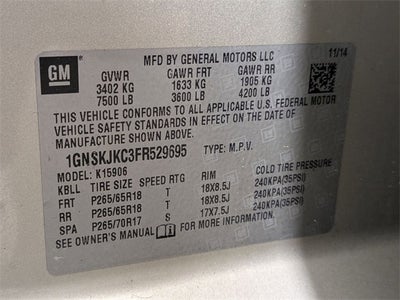 GM
MFD BY GENERAL MOTORS LLC 11/14
GVWR GAWR FRT GAWR RR
3402 KG 1633 KG 1905 KG
7500 LB 3600 LB 4200 LB
THIS VEHICLE CONFORMS TO ALL APPLICABLE U.S. FEDERAL MOTOR
VEHICLE SAFETY STANDARDS IN EFFECT ON THE DATE OF
MANUFACTURE SHOWN ABOVE.
1GNSKJKC3FR529695 TYPE: M.P.V.
MODEL: K15906
KBLL TIRE SIZE SPEED RTG RIM COLD TIRE PRESSURE
FRT P265/65R18 T 18X8.5J 240KPA(35PSI)
RR P265/65R18 T 18X8.5J 240KPA(35PSI)
SPA P265/70R17 17X7.5J 240KPA(35PSI)
SEE OWNER'S MANUAL FOR MORE INFORMATION.